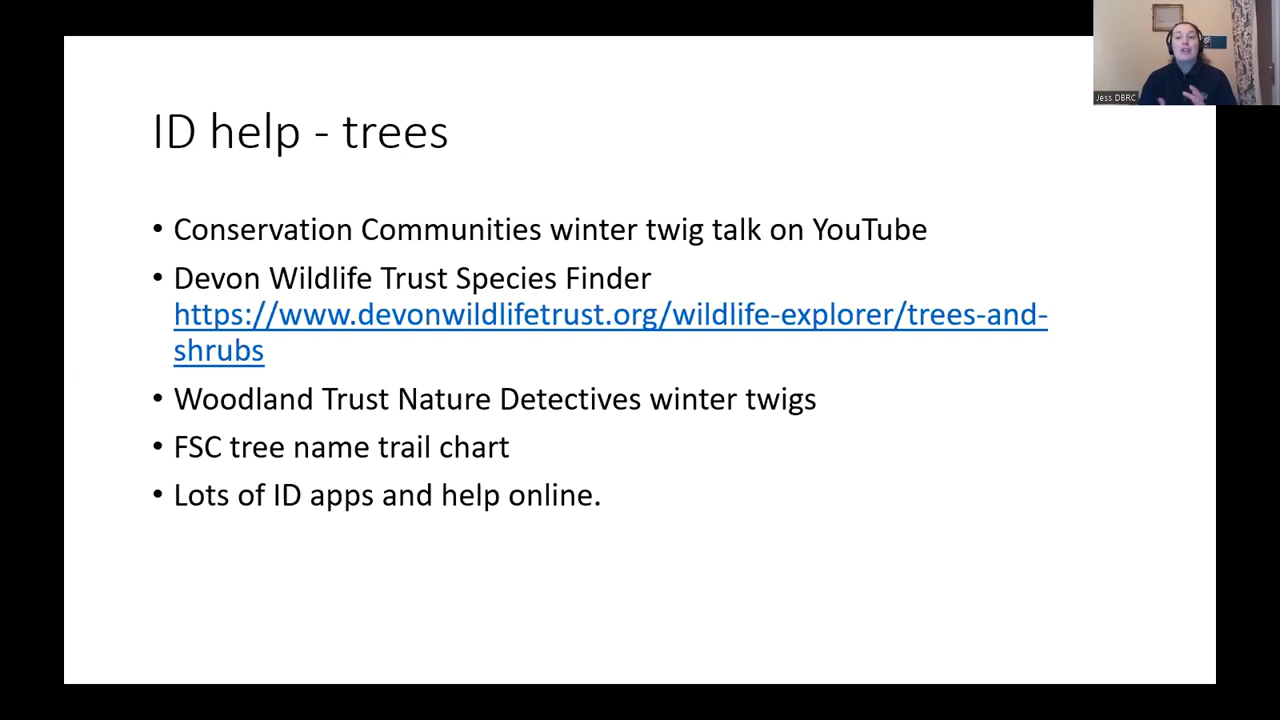 Jess DBRC
ID help - trees
• Conservation Communities winter twig talk on YouTube
• Devon Wildlife Trust Species Finder
https://www.devonwildlifetrust.org/wildlife-explorer/trees-and-
shrubs
• Woodland Trust Nature Detectives winter twigs
• FSC tree name trail chart
• Lots of ID apps and help online.